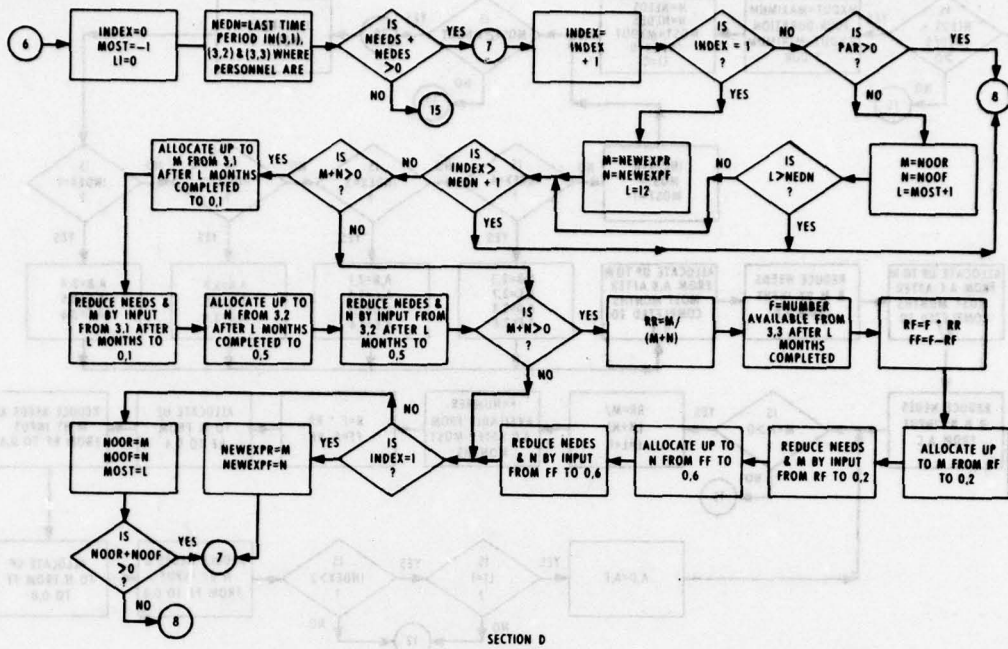 6
INDEX=0
MOST=-1
LI=0
NEDN=LAST TIME
PERIOD IN(3,1),
(3,2)&(3,3) WHERE
PERSONNEL ARE
IS
NEEDS +
NEDES
>0
?
YES
NO
15
7
INDEX=
INDEX
+ 1
IS
INDEX = 1
?
NO
YES
IS
PAR>0
?
YES
NO
8
ALLOCATE UP TO
M FROM 3,1
AFTER L MONTHS
COMPLETED
TO 0,1
YES
IS
M+N>0
?
NO
NO
IS
INDEX>
NEDN + 1
?
YES
M=NEWEXPR
N=NEWEXPF
L=12
NO
IS
L>NEDN
?
YES
M=NOOR
N=NOOF
L=MOST+1
REDUCE NEEDS &
M BY INPUT
FROM 3,1 AFTER
L MONTHS TO
0,1
ALLOCATE UP TO
N FROM 3,2
AFTER L MONTHS
COMPLETED TO
0,5
REDUCE NEDES &
N BY INPUT FROM
3,2 AFTER L
MONTHS TO
0,5
IS
M+N>0
?
YES
NO
RR=M/
(M+N)
F=NUMBER
AVAILABLE FROM
3,3 AFTER L
MONTHS
COMPLETED
RF=F * RR
FF=F-RF
NOOR=M
NOOF=N
MOST=L
NEWEXPR=M
NEWEXPF=N
YES
NO
IS
INDEX=1
?
REDUCE NEDES
& N BY INPUT
FROM FF TO 0,6
ALLOCATE UP TO
N FROM FF TO
0,6
REDUCE NEEDS
& M BY INPUT
FROM RF TO 0,2
ALLOCATE UP
TO M FROM RF
TO 0,2
IS
NOOR+NOOF
>0
?
YES
7
NO
8
SECTION D